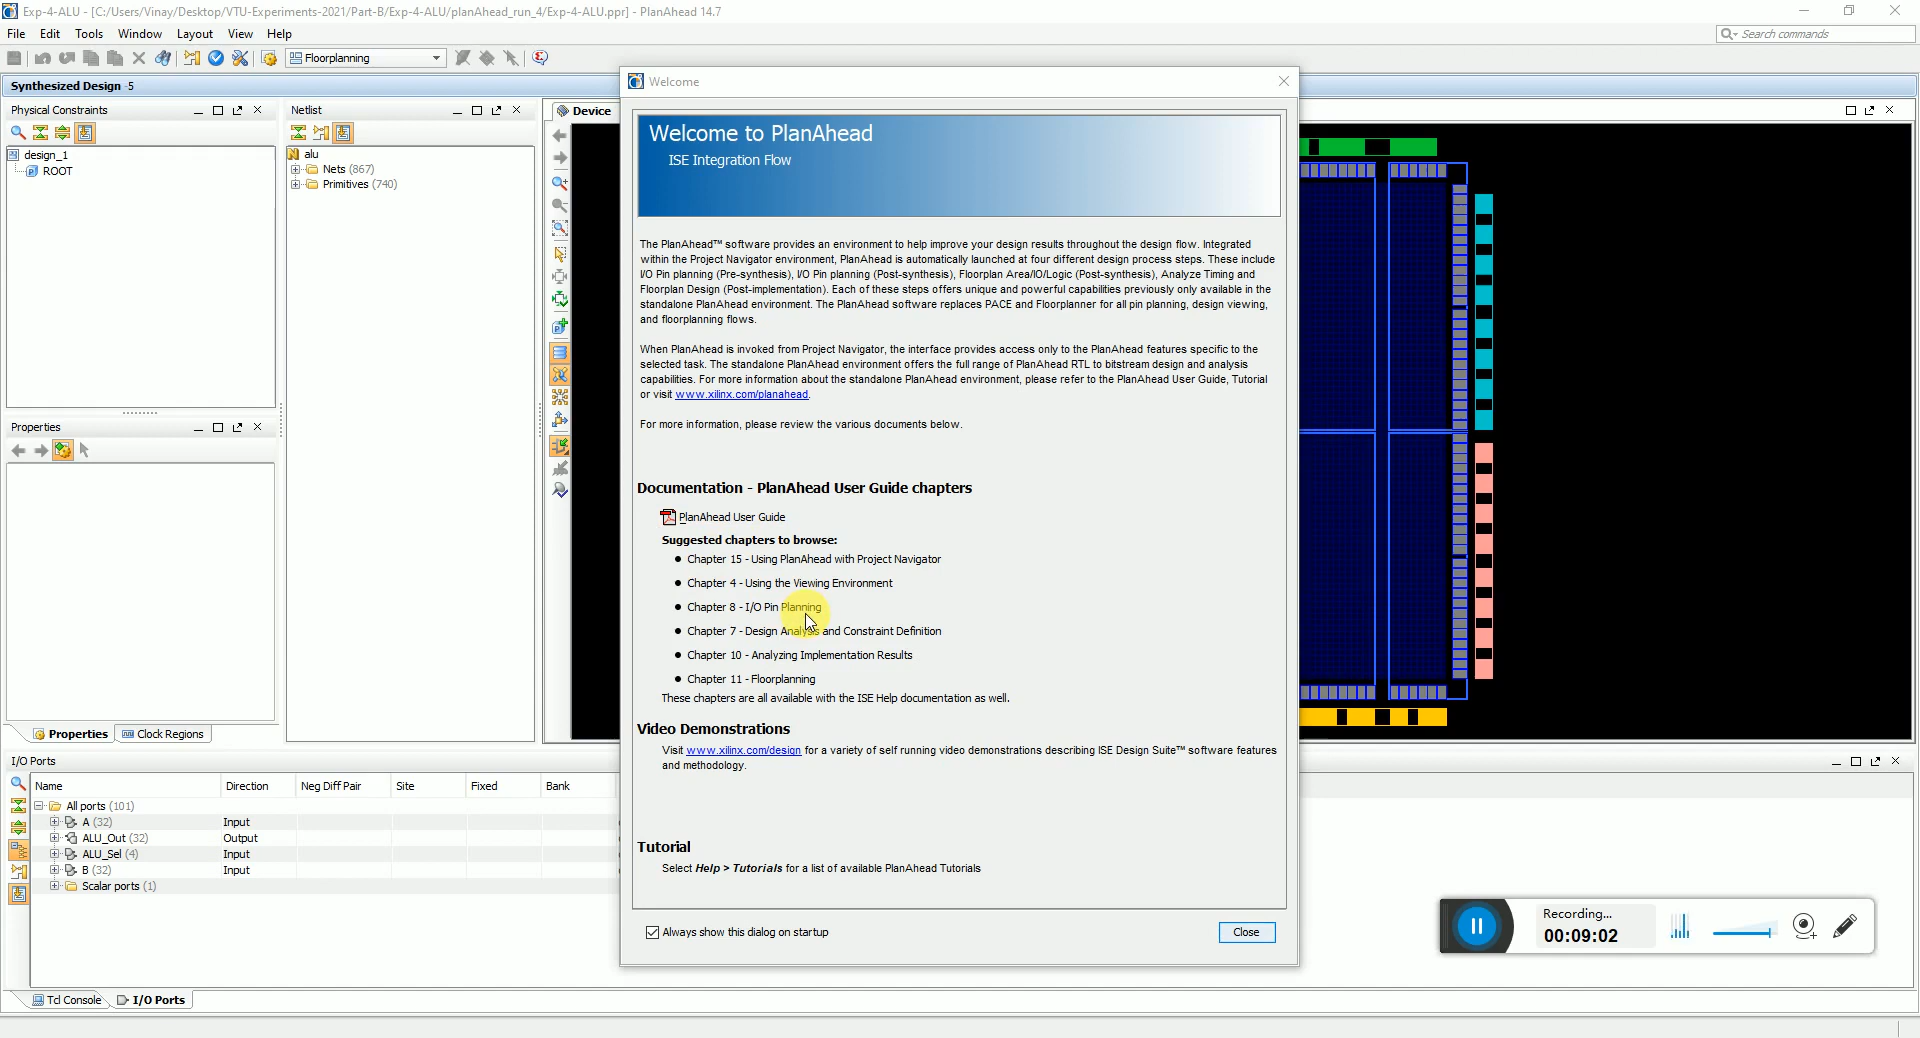 Exp-4-ALU - [C:/Users/Vinay/Desktop/VTU-Experiments-2021/Part-B/Exp-4-ALU/planAhead_run_4/Exp-4-ALU.ppr] - PlanAhead 14.7
File Edit Tools Window Layout View Help
Search commands
Floorplanning
Synthesized Design -5
Physical Constraints
design_1
ROOT
Netlist
alu
Nets (867)
Primitives (740)
Device
Properties
Properties
Clock Regions
Welcome
Welcome to PlanAhead
ISE Integration Flow
The PlanAhead™ software provides an environment to help improve your design results throughout the design flow. Integrated
within the Project Navigator environment, PlanAhead is automatically launched at four different design process steps. These include
I/O Pin planning (Pre-synthesis), I/O Pin planning (Post-synthesis), Floorplan Area/IO/Logic (Post-synthesis), Analyze Timing and
Floorplan Design (Post-implementation). Each of these steps offers unique and powerful capabilities previously only available in the
standalone PlanAhead environment. The PlanAhead software replaces PACE and Floorplanner for all pin planning, design viewing,
and floorplanning flows.
When PlanAhead is invoked from Project Navigator, the interface provides access only to the PlanAhead features specific to the
selected task. The standalone PlanAhead environment offers the full range of PlanAhead RTL to bitstream design and analysis
capabilities. For more information about the standalone PlanAhead environment, please refer to the PlanAhead User Guide, Tutorial
or visit www.xilinx.com/planahead.
For more information, please review the various documents below.
Documentation - PlanAhead User Guide chapters
PlanAhead User Guide
Suggested chapters to browse:
• Chapter 15 - Using PlanAhead with Project Navigator
• Chapter 4 - Using the Viewing Environment
• Chapter 8 - I/O Pin Planning
• Chapter 7 - Design Analysis and Constraint Definition
• Chapter 10 - Analyzing Implementation Results
• Chapter 11 - Floorplanning
These chapters are all available with the ISE Help documentation as well.
Video Demonstrations
Visit www.xilinx.com/design for a variety of self running video demonstrations describing ISE Design Suite™ software features
and methodology.
Tutorial
Select Help > Tutorials for a list of available PlanAhead Tutorials
Always show this dialog on startup
Close
I/O Ports
Name Direction Neg Diff Pair Site Fixed Bank
All ports (101)
A (32) Input
ALU_Out (32) Output
ALU_Sel (4) Input
B (32) Input
Scalar ports (1)
Tcl Console
I/O Ports
Recording...
00:09:02